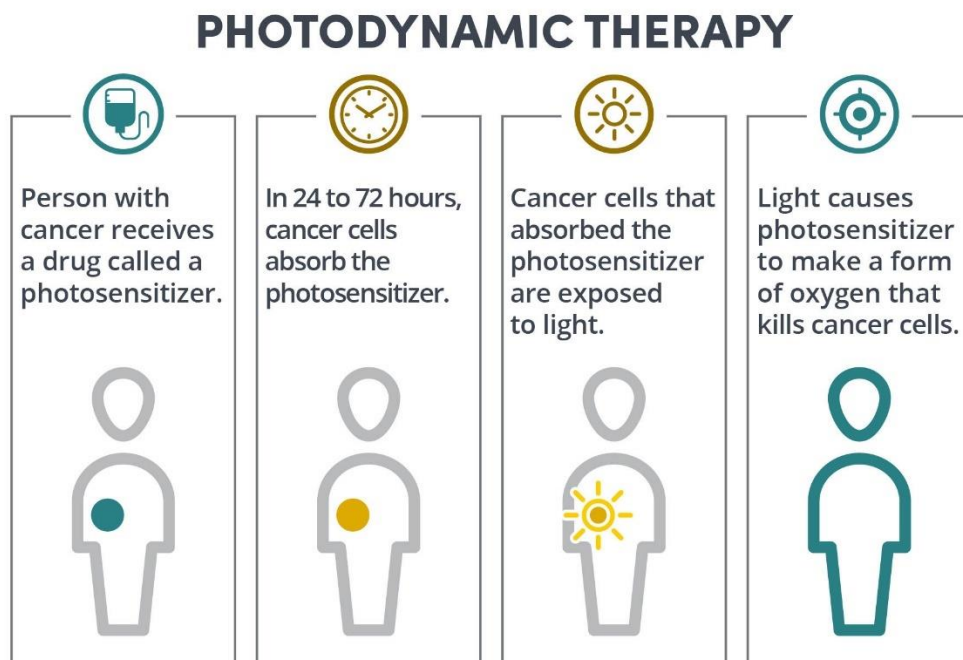 PHOTODYNAMIC THERAPY
Person with
cancer receives
a drug called a
photosensitizer.
In 24 to 72 hours,
cancer cells
absorb the
photosensitizer.
Cancer cells that
absorbed the
photosensitizer
are exposed
to light.
Light causes
photosensitizer
to make a form
of oxygen that
kills cancer cells.